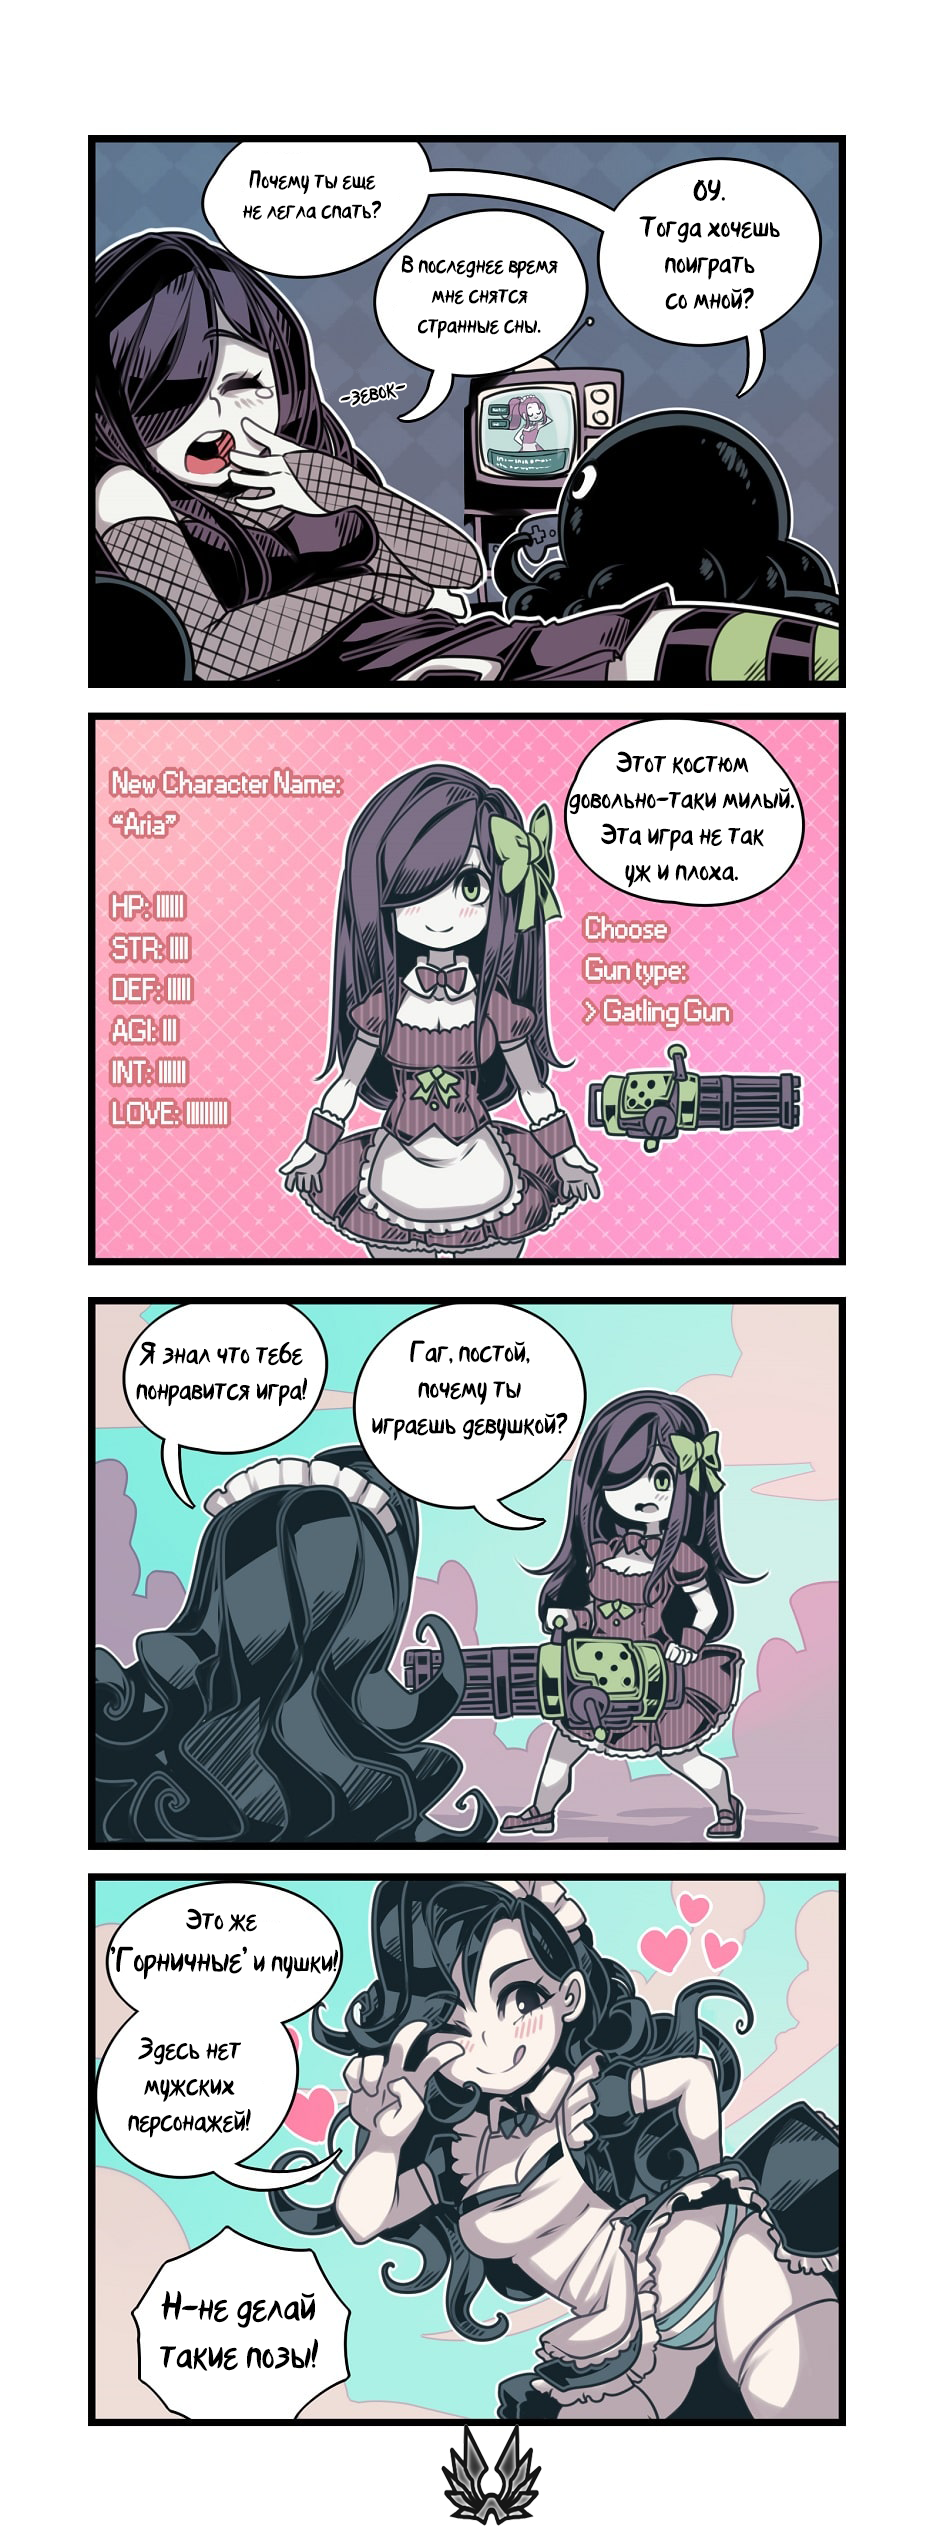 Почему ты еще
не легла спать?
В последнее время
мне снятся
странные сны.
-зевок-
Оу.
Тогда хочешь
поиграть
со мной?
New Character Name:
“Aria”
HP: IIIIII
STR: IIII
DEF: IIIII
AGI: III
INT: IIIIII
LOVE: IIIIIIIII
Этот костюм
довольно-таки милый.
Эта игра не так
уж и плоха.
Choose
Gun type:
> Gatling Gun
Я знал что тебе
понравится игра!
Гаг, постой,
почему ты
играешь девушкой?
Это же
'Горничные' и пушки!
Здесь нет
мужских
персонажей!
Н-не делай
такие позы!